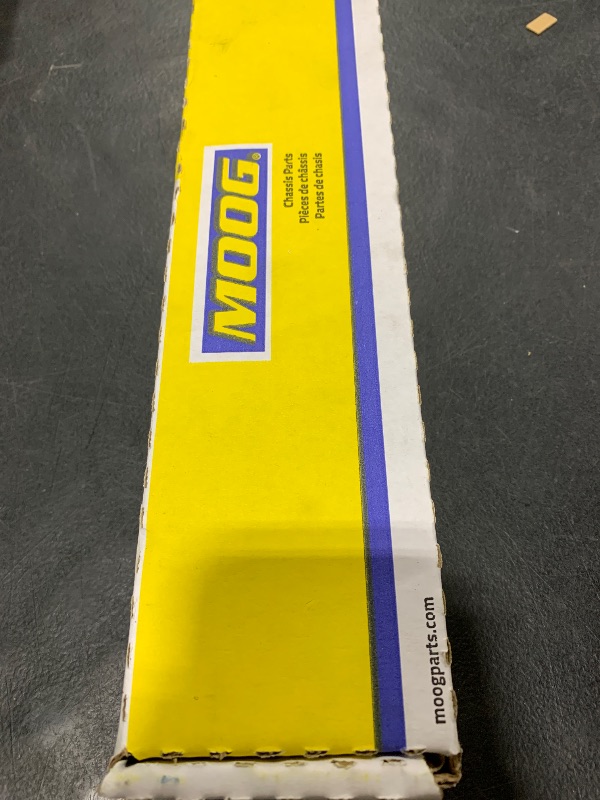 MOOG®
Chassis Parts
Pièces de châssis
Partes de chasis
moogparts.com